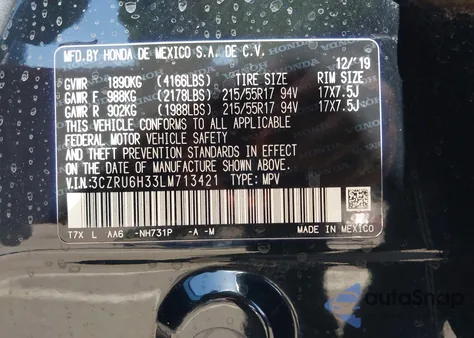 MFD.BY HONDA DE MEXICO S.A. DE C.V.
12/'19
GVWR 1890KG (4166LBS) TIRE SIZE RIM SIZE
GAWR F 988KG (2178LBS) 215/55R17 94V 17X7.5J
GAWR R 902KG (1988LBS) 215/55R17 94V 17X7.5J
THIS VEHICLE CONFORMS TO ALL APPLICABLE
FEDERAL MOTOR VEHICLE SAFETY
AND THEFT PREVENTION STANDARDS IN EFFECT
ON THE DATE OF MANUFACTURE SHOWN ABOVE.
V.I.N:3CZRU6H33LM713421 TYPE: MPV
T7X L AA6 -NH731P -A -M MADE IN MEXICO
autoSnap